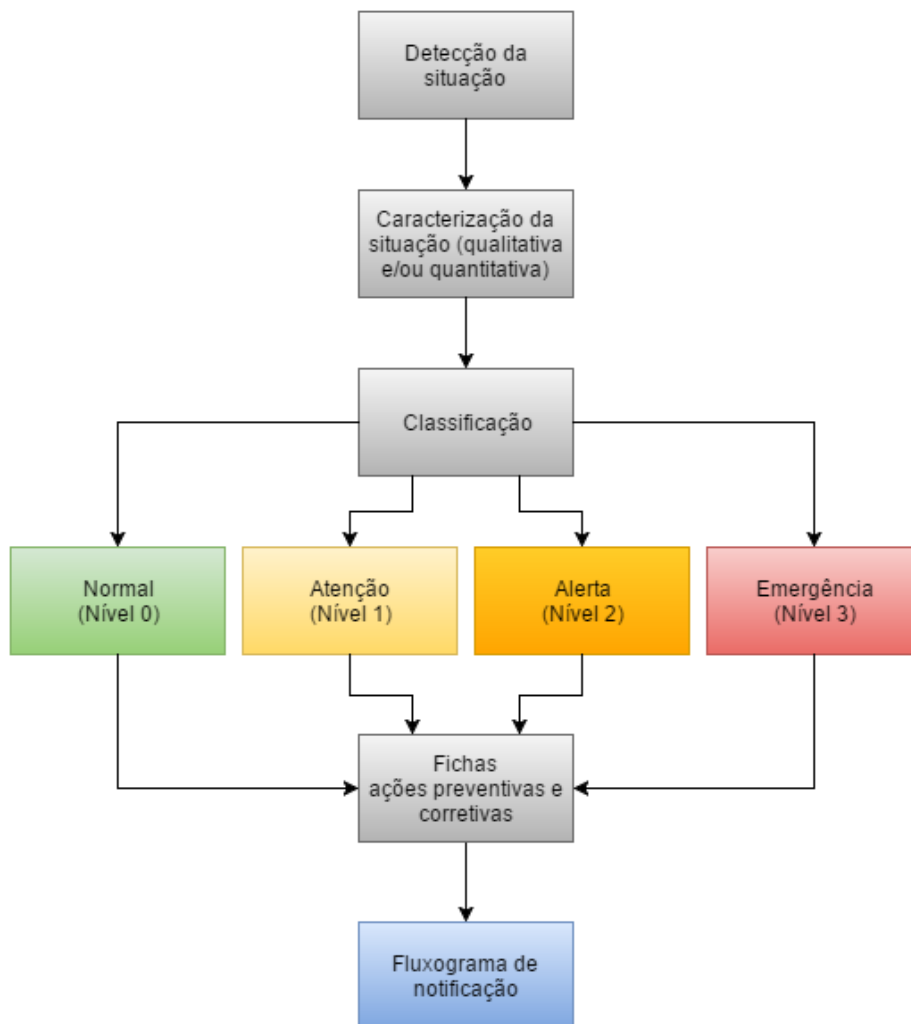 Detecção da
situação
Caracterização da
situação (qualitativa
e/ou quantitativa)
Classificação
Normal
(Nível 0)
Atenção
(Nível 1)
Alerta
(Nível 2)
Emergência
(Nível 3)
Fichas
ações preventivas e
corretivas
Fluxograma de
notificação